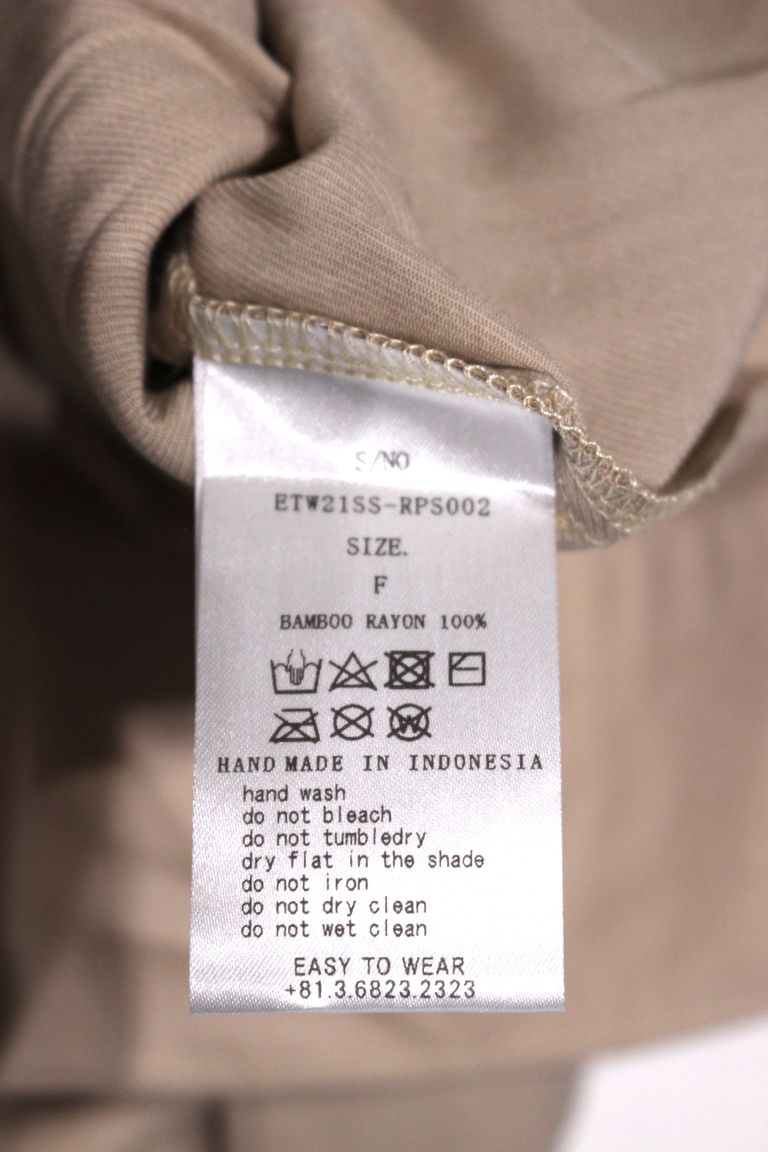 S/NO
ETW21SS-RPS002
SIZE.
F
BAMBOO RAYON 100%
W
HAND MADE IN INDONESIA
hand wash
do not bleach
do not tumbledry
dry flat in the shade
do not iron
do not dry clean
do not wet clean
EASY TO WEAR
+81.3.6823.2323